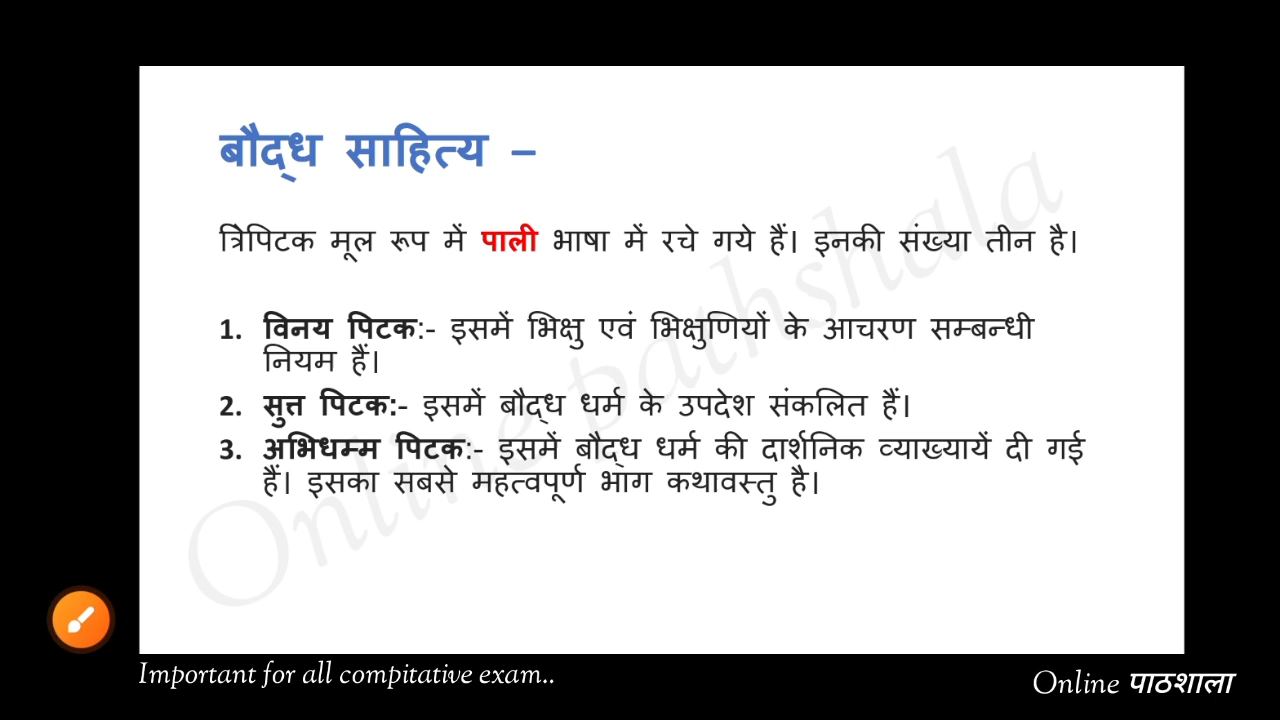 बौद्ध साहित्य –
त्रिपिटक मूल रूप में पाली भाषा में रचे गये हैं। इनकी संख्या तीन है।
1. विनय पिटक:- इसमें भिक्षु एवं भिक्षुणियों के आचरण सम्बन्धी
नियम हैं।
2. सुत्त पिटक:- इसमें बौद्ध धर्म के उपदेश संकलित हैं।
3. अभिधम्म पिटक:- इसमें बौद्ध धर्म की दार्शनिक व्याख्यायें दी गई
हैं। इसका सबसे महत्वपूर्ण भाग कथावस्तु है।
Online pathshala
Important for all compitative exam..
Online पाठशाला